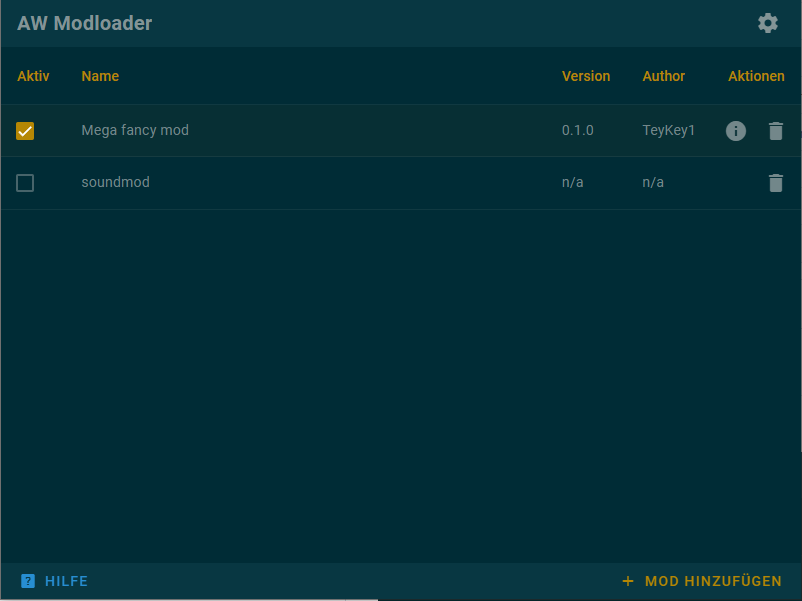 AW Modloader
Aktiv Name Version Author Aktionen
Mega fancy mod 0.1.0 TeyKey1
soundmod n/a n/a
? HILFE + MOD HINZUFÜGEN